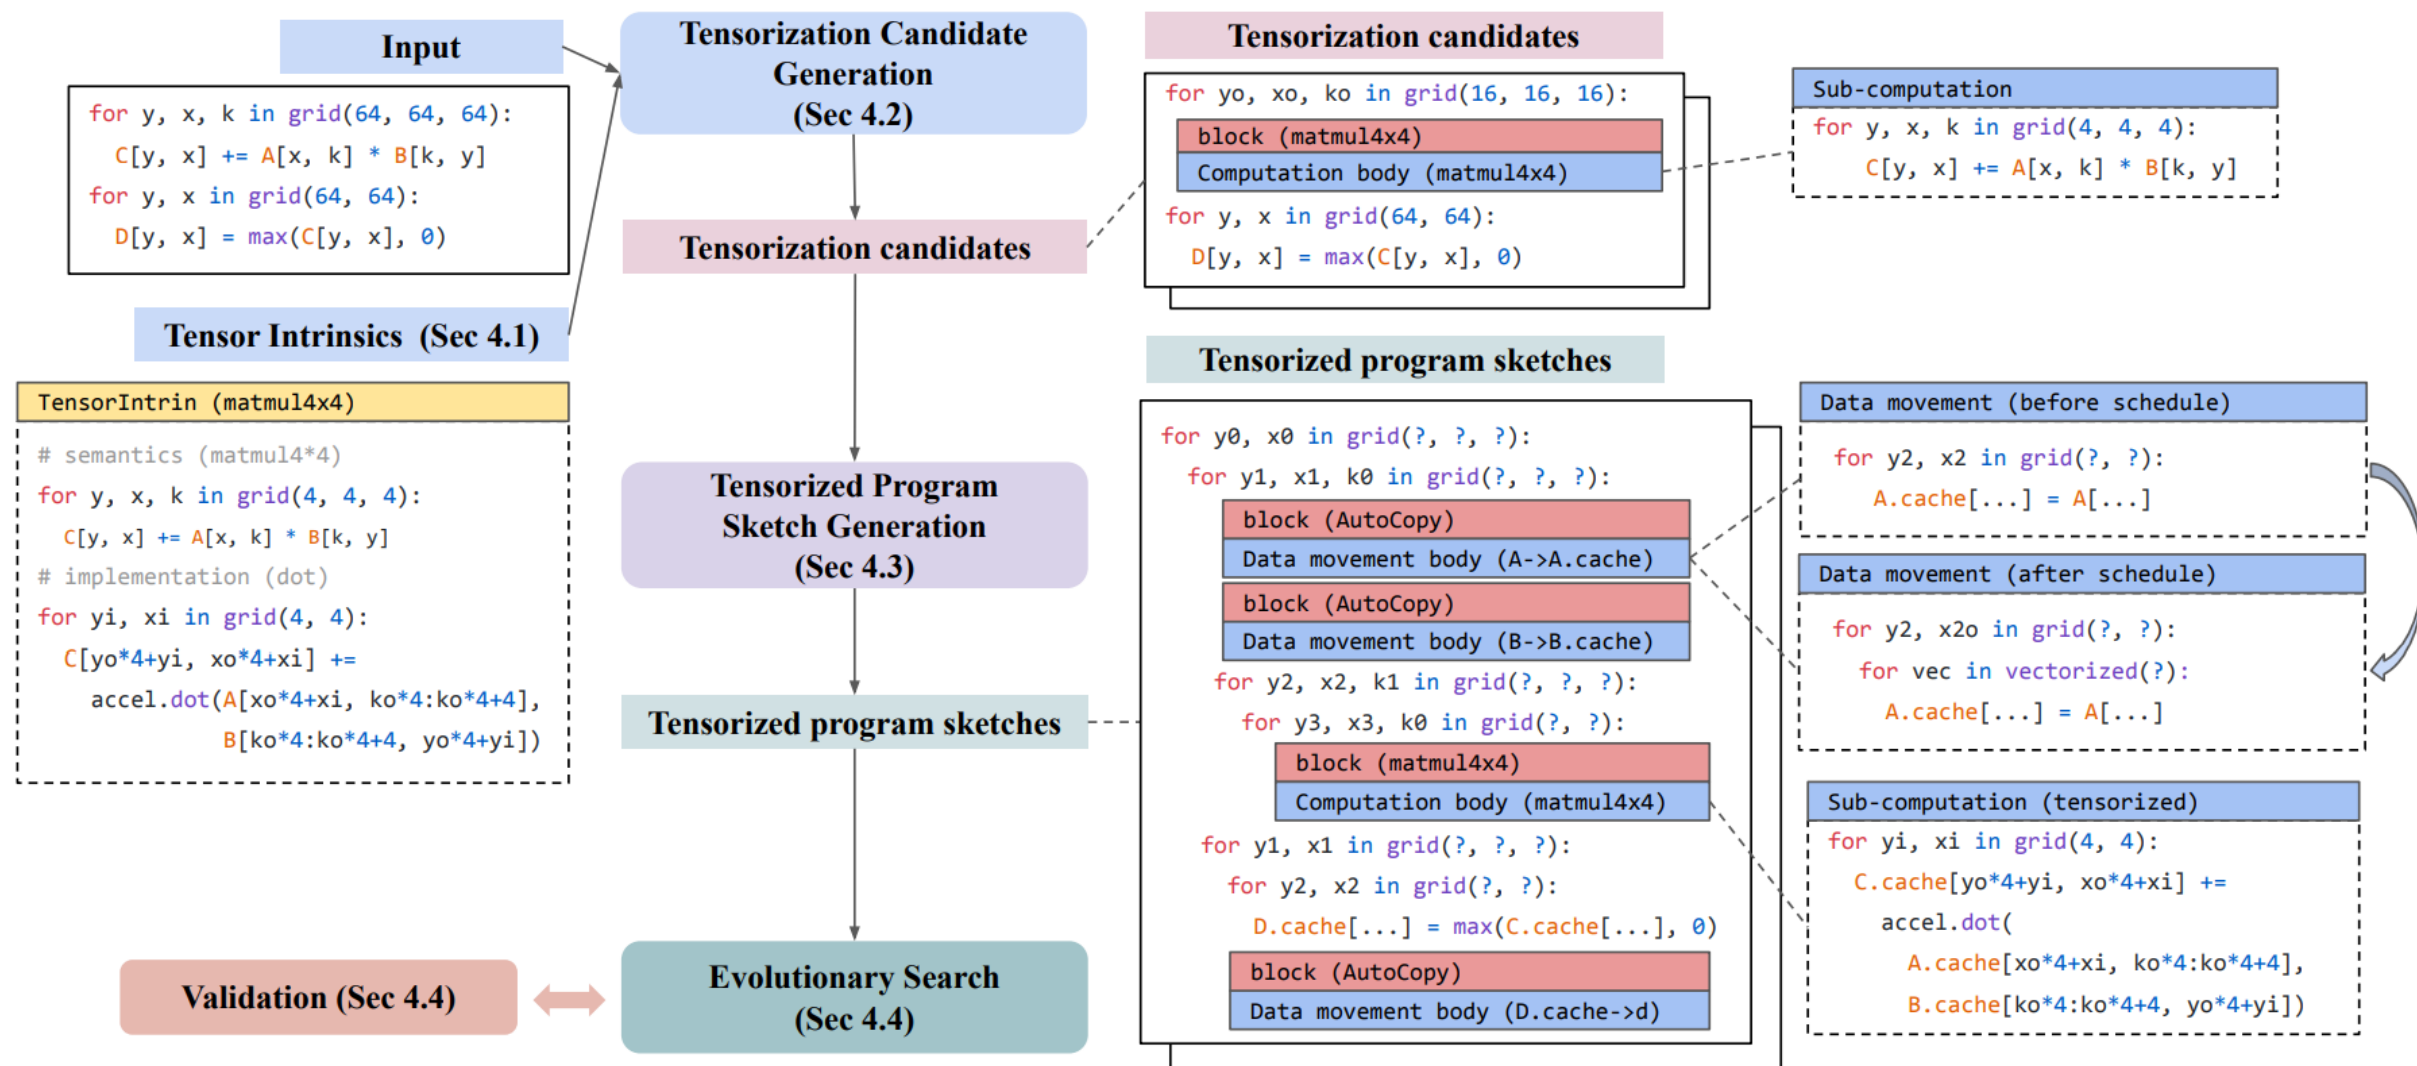 Input
for y, x, k in grid(64, 64, 64):
C[y, x] += A[x, k] * B[k, y]
for y, x in grid(64, 64):
D[y, x] = max(C[y, x], 0)
Tensor Intrinsics (Sec 4.1)
TensorIntrin (matmul4x4)
# semantics (matmul4*4)
for y, x, k in grid(4, 4, 4):
C[y, x] += A[x, k] * B[k, y]
# implementation (dot)
for yi, xi in grid(4, 4):
C[yo*4+yi, xo*4+xi] +=
accel.dot(A[xo*4+xi, ko*4:ko*4+4],
B[ko*4:ko*4+4, yo*4+yi])
Tensorization Candidate
Generation
(Sec 4.2)
Tensorization candidates
Tensorized Program
Sketch Generation
(Sec 4.3)
Tensorized program sketches
Evolutionary Search
(Sec 4.4)
Validation (Sec 4.4)
Tensorization candidates
for yo, xo, ko in grid(16, 16, 16):
block (matmul4x4)
Computation body (matmul4x4)
for y, x in grid(64, 64):
D[y, x] = max(C[y, x], 0)
Sub-computation
for y, x, k in grid(4, 4, 4):
C[y, x] += A[x, k] * B[k, y]
Tensorized program sketches
for y0, x0 in grid(?, ?, ?):
for y1, x1, k0 in grid(?, ?, ?):
block (AutoCopy)
Data movement body (A->A.cache)
block (AutoCopy)
Data movement body (B->B.cache)
for y2, x2, k1 in grid(?, ?, ?):
for y3, x3, k0 in grid(?, ?):
block (matmul4x4)
Computation body (matmul4x4)
for y1, x1 in grid(?, ?, ?):
for y2, x2 in grid(?, ?):
D.cache[...] = max(C.cache[...], 0)
block (AutoCopy)
Data movement body (D.cache->d)
Data movement (before schedule)
for y2, x2 in grid(?, ?):
A.cache[...] = A[...]
Data movement (after schedule)
for y2, x2o in grid(?, ?):
for vec in vectorized(?):
A.cache[...] = A[...]
Sub-computation (tensorized)
for yi, xi in grid(4, 4):
C.cache[yo*4+yi, xo*4+xi] +=
accel.dot(
A.cache[xo*4+xi, ko*4:ko*4+4],
B.cache[ko*4:ko*4+4, yo*4+yi])